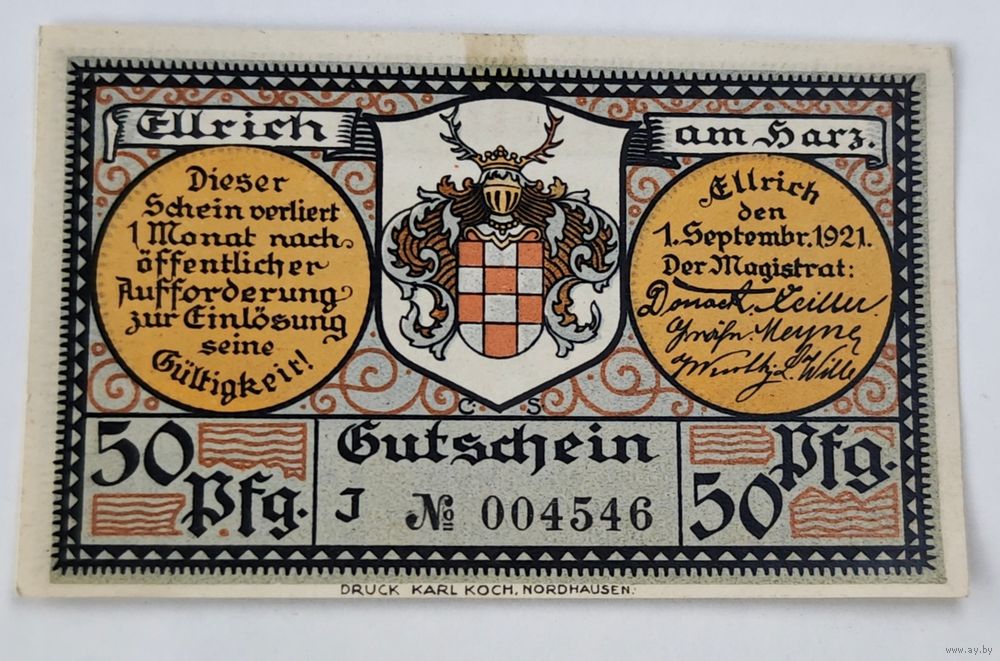 Ellrich
am Harz.
Dieser
Schein verliert
1 Monat nach
öffentlicher
Aufforderung
zur Einlösung
seine
Gültigkeit!
Ellrich
den
1. Septembr. 1921.
Der Magistrat:
Wille
C S
50
Pfg.
Gutschein
J № 004546
Pfg.
50
DRUCK KARL KOCH, NORDHAUSEN.
www.ay.by